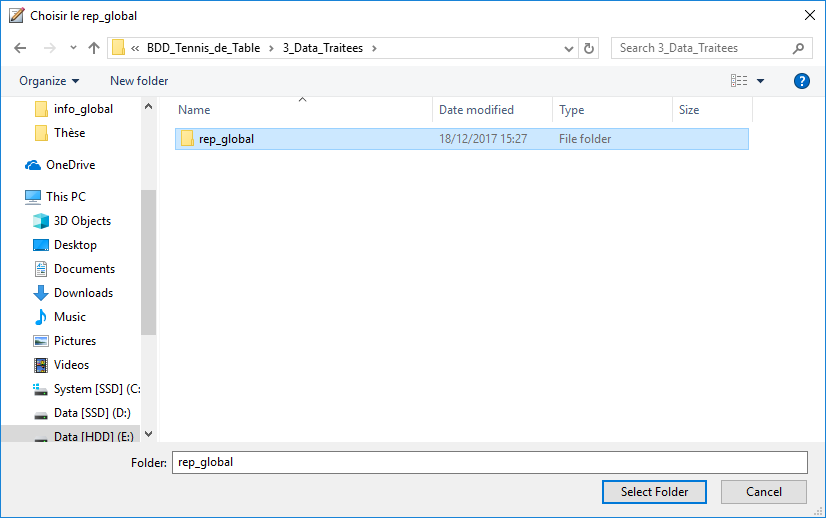 Choisir le rep_global
« BDD_Tennis_de_Table > 3_Data_Traitees >
Search 3_Data_Traitees
Organize New folder
?
Name Date modified Type Size
rep_global 18/12/2017 15:27 File folder
info_global
Thèse
OneDrive
This PC
3D Objects
Desktop
Documents
Downloads
Music
Pictures
Videos
System [SSD] (C:
Data [SSD] (D:)
Data [HDD] (E:)
Folder: rep_global
Select Folder Cancel